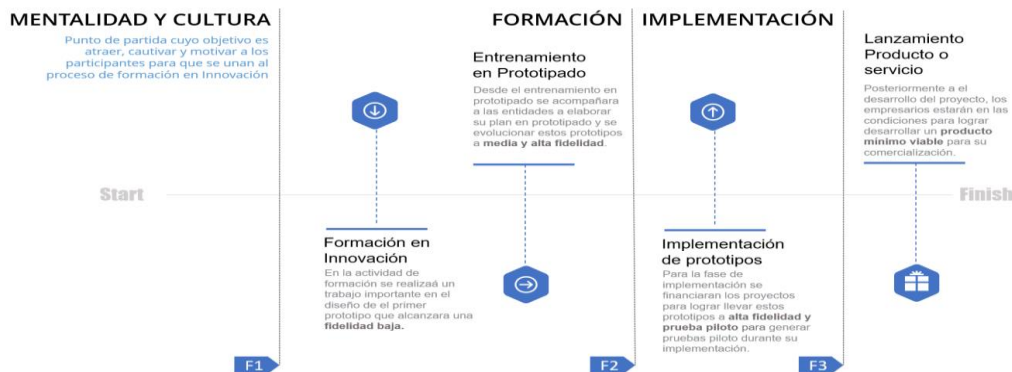 MENTALIDAD Y CULTURA
Punto de partida cuyo objetivo es
atraer, cautivar y motivar a los
participantes para que se unan al
proceso de formación en Innovación
FORMACIÓN
IMPLEMENTACIÓN
Entrenamiento
en Prototipado
Desde el entrenamiento en
prototipado se acompañara
a las entidades a elaborar
su plan en prototipado y se
evolucionar estos prototipos
a media y alta fidelidad.
Lanzamiento
Producto o
servicio
Posteriormente a el
desarrollo del proyecto, los
empresarios estarán en las
condiciones para lograr
desarrollar un producto
mínimo viable para su
comercialización.
Start
Finish
Formación en
Innovación
En la actividad de
formación se realizaá un
trabajo importante en el
diseño de el primer
prototipo que alcanzara una
fidelidad baja.
Implementación
de prototipos
Para la fase de
implementación se
financiaran los proyectos
para lograr llevar estos
prototipos a alta fidelidad y
prueba piloto para generar
pruebas piloto durante su
implementación.
F1
F2
F3